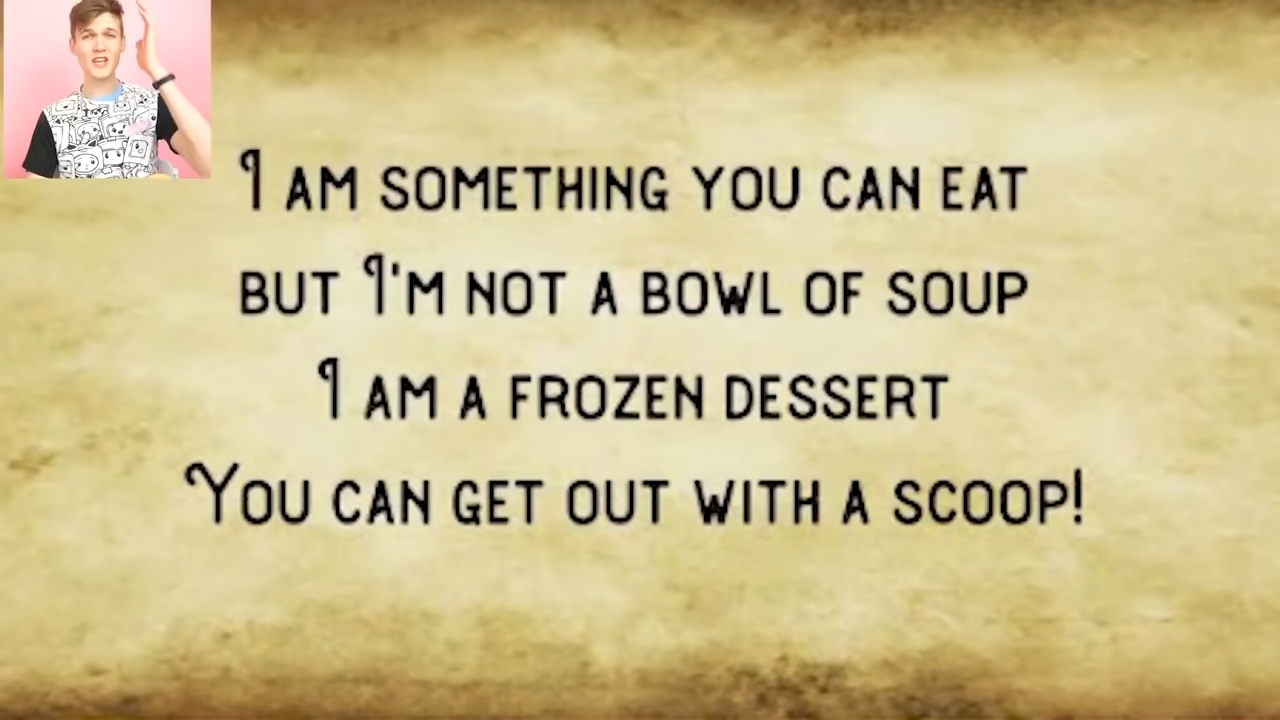 I AM SOMETHING YOU CAN EAT
BUT I'M NOT A BOWL OF SOUP
I AM A FROZEN DESSERT
YOU CAN GET OUT WITH A SCOOP!